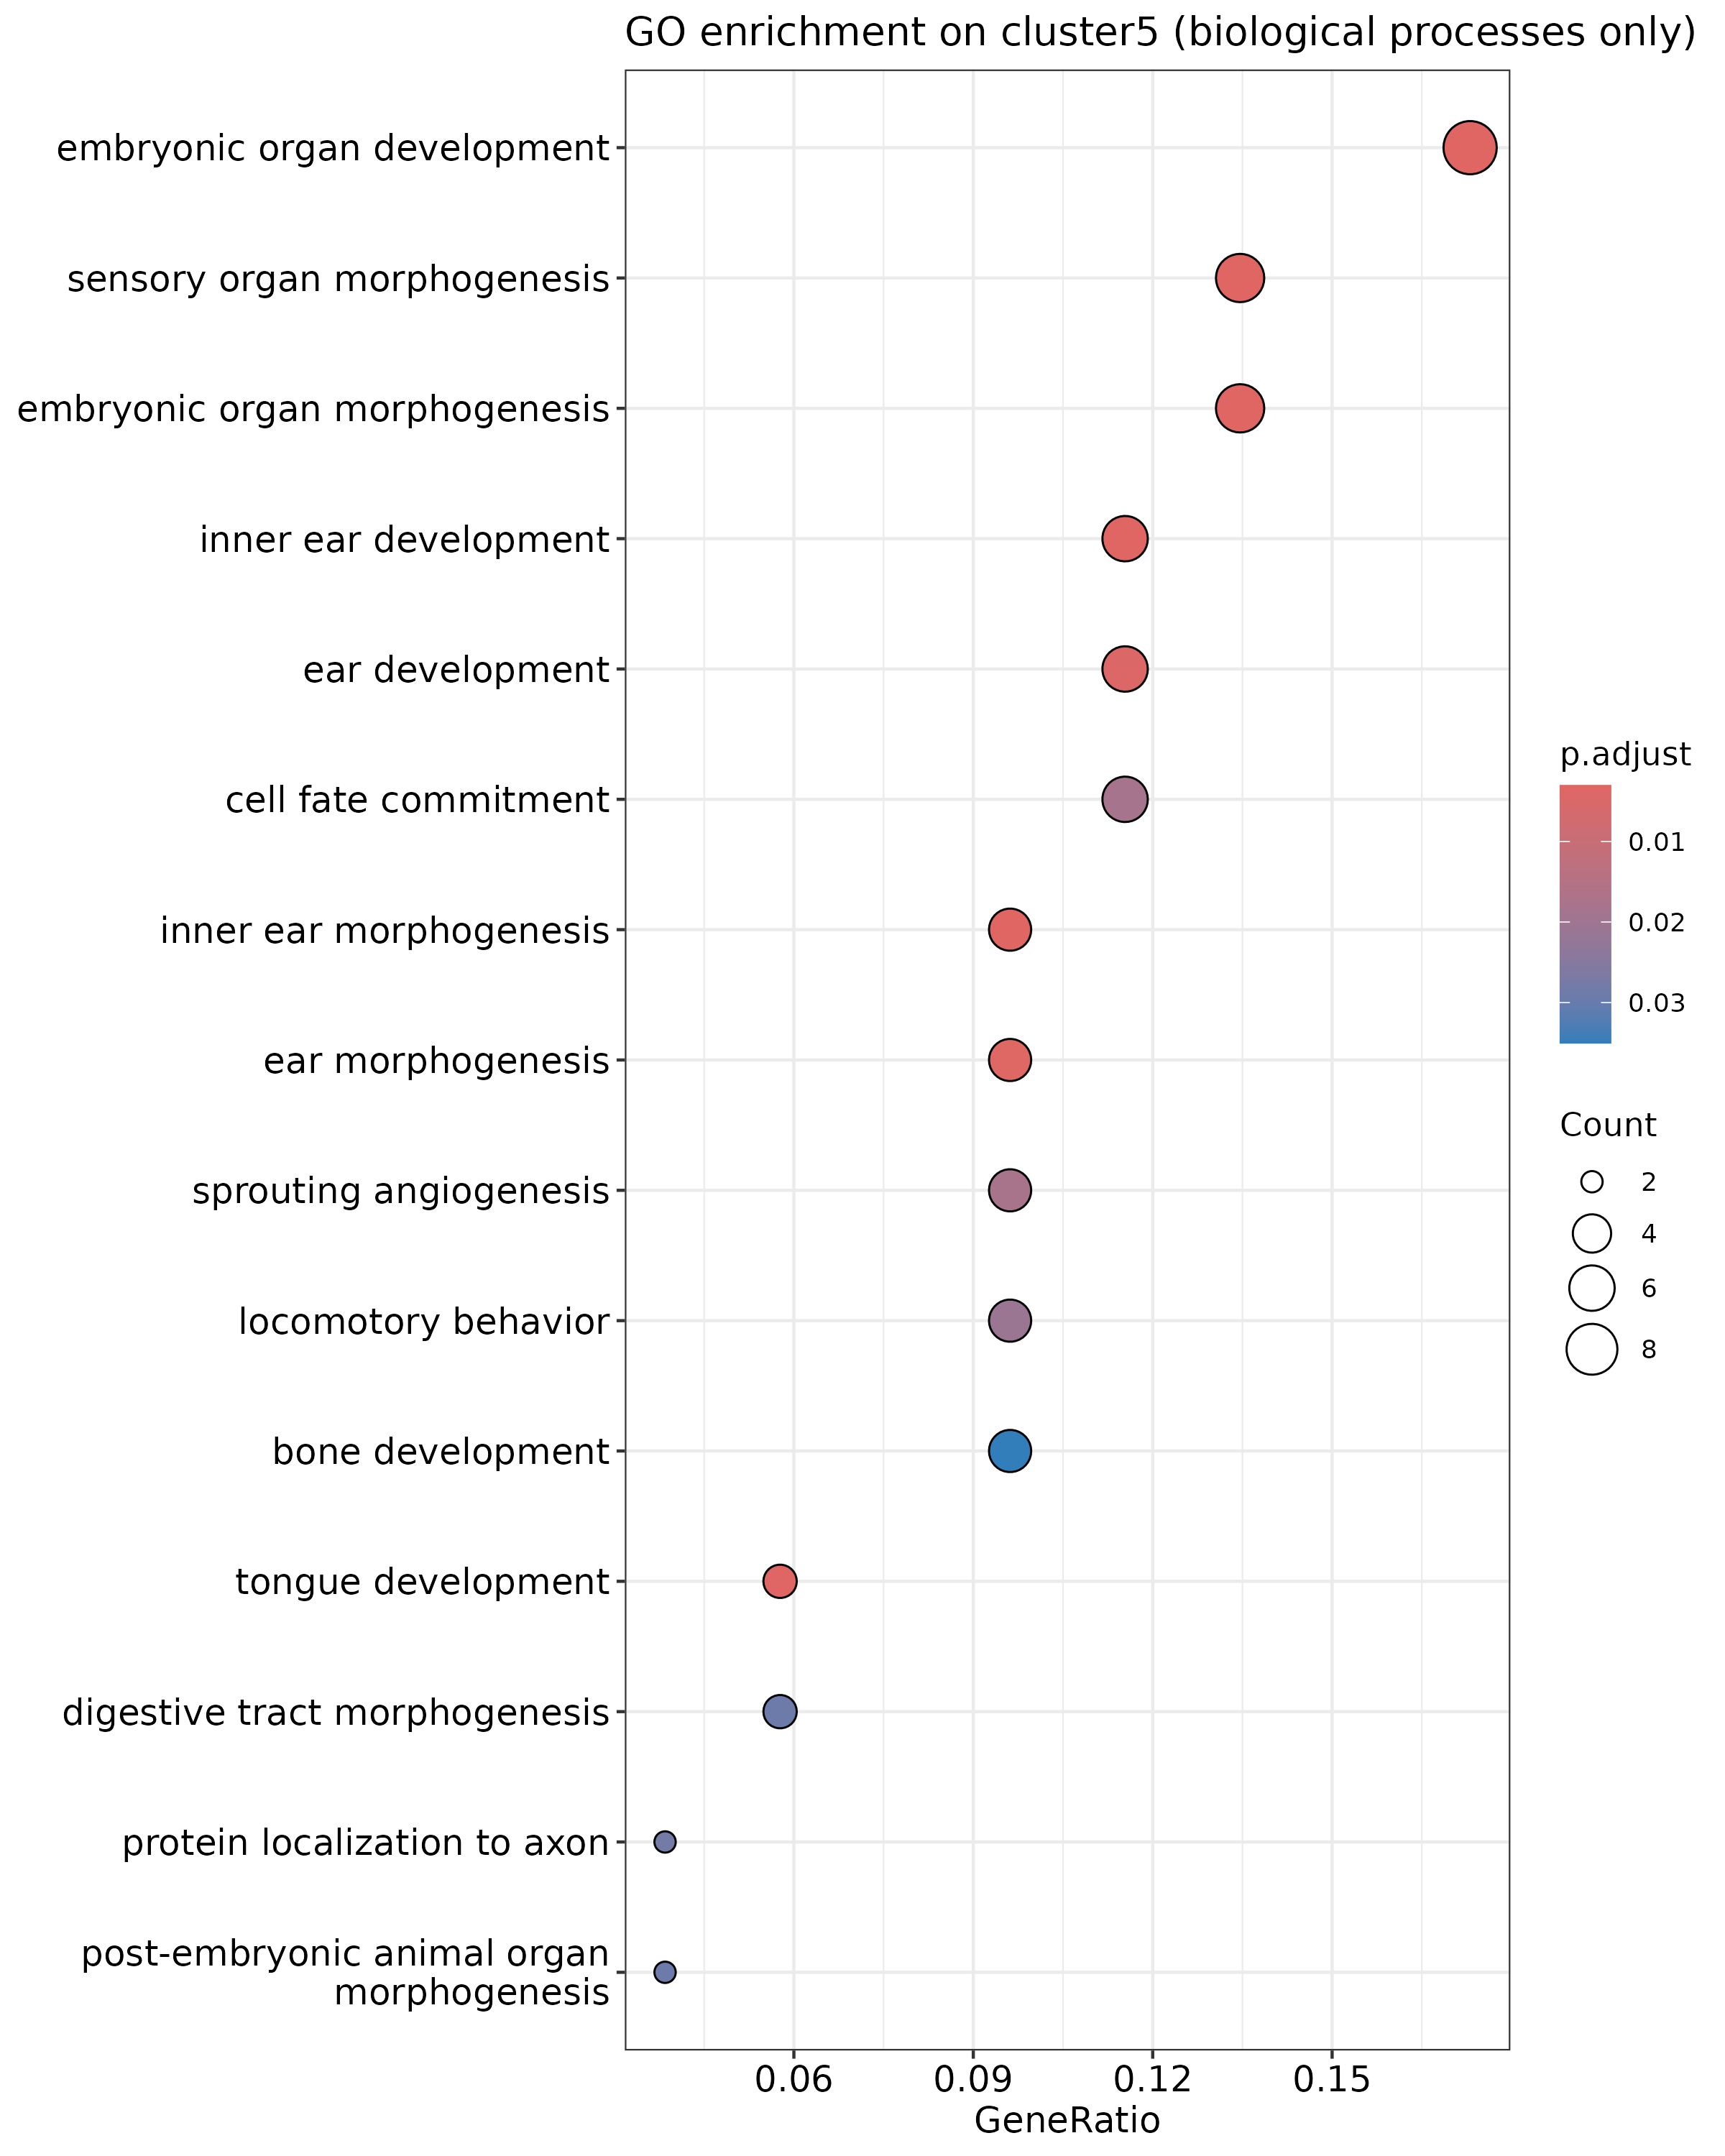 GO enrichment on cluster5 (biological processes only)
embryonic organ development
sensory organ morphogenesis
embryonic organ morphogenesis
inner ear development
ear development
cell fate commitment
inner ear morphogenesis
ear morphogenesis
sprouting angiogenesis
locomotory behavior
bone development
tongue development
digestive tract morphogenesis
protein localization to axon
post-embryonic animal organ
morphogenesis
0.06
0.09
0.12
0.15
GeneRatio
p.adjust
0.01
0.02
0.03
Count
2
4
6
8